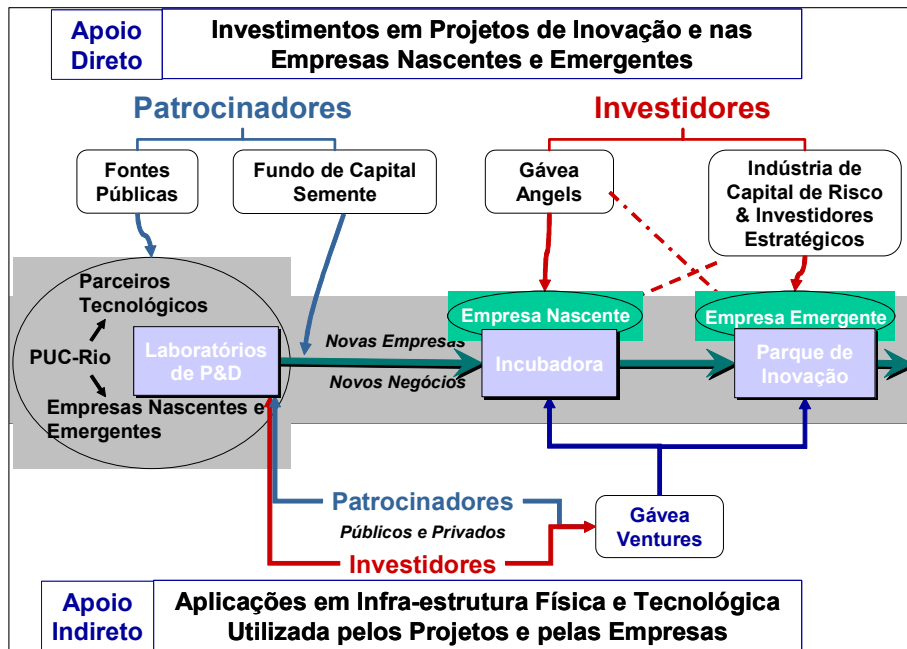 Apoio
Direto
Investimentos em Projetos de Inovação e nas
Empresas Nascentes e Emergentes
Patrocinadores
Investidores
Fontes
Públicas
Fundo de Capital
Semente
Gávea
Angels
Indústria de
Capital de Risco
& Investidores
Estratégicos
Parceiros
Tecnológicos
PUC-Rio
Empresas Nascentes e
Emergentes
Laboratórios
de P&D
Novas Empresas
Novos Negócios
Empresa Nascente
Incubadora
Empresa Emergente
Parque de
Inovação
Patrocinadores
Públicos e Privados
Investidores
Gávea
Ventures
Apoio
Indireto
Aplicações em Infra-estrutura Física e Tecnológica
Utilizada pelos Projetos e pelas Empresas